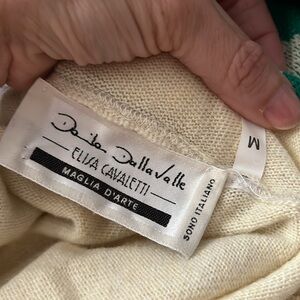 Daniela Dallavalle
ELISA CAVALETTI
MAGLIA D'ARTE
SONO ITALIANO
M